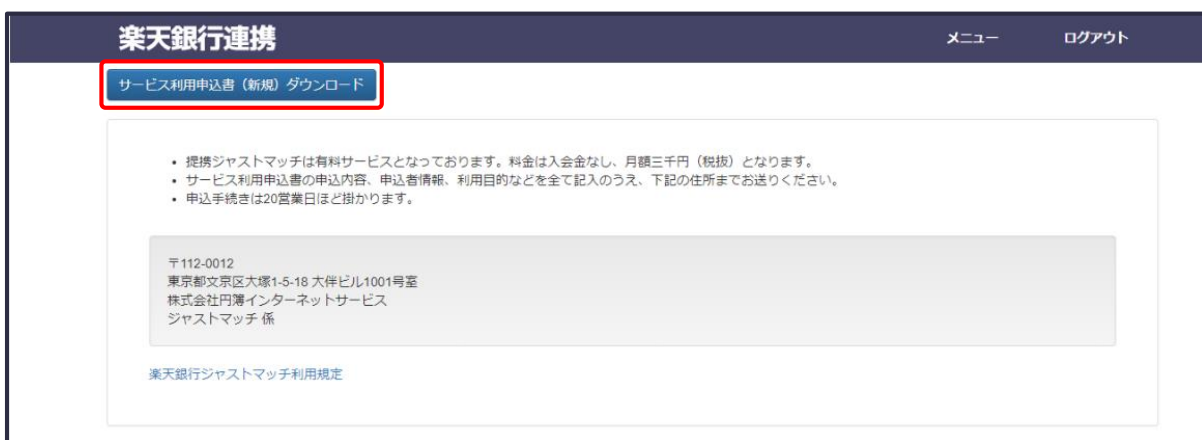 楽天銀行連携
メニュー ログアウト
サービス利用申込書（新規）ダウンロード
• 提携ジャストマッチは有料サービスとなっております。料金は入会金なし、月額三千円（税抜）となります。
• サービス利用申込書の申込内容、申込者情報、利用目的などを全て記入のうえ、下記の住所までお送りください。
• 申込手続きは20営業日ほど掛かります。
〒112-0012
東京都文京区大塚1-5-18 大伴ビル1001号室
株式会社円簿インターネットサービス
ジャストマッチ 係
楽天銀行ジャストマッチ利用規定